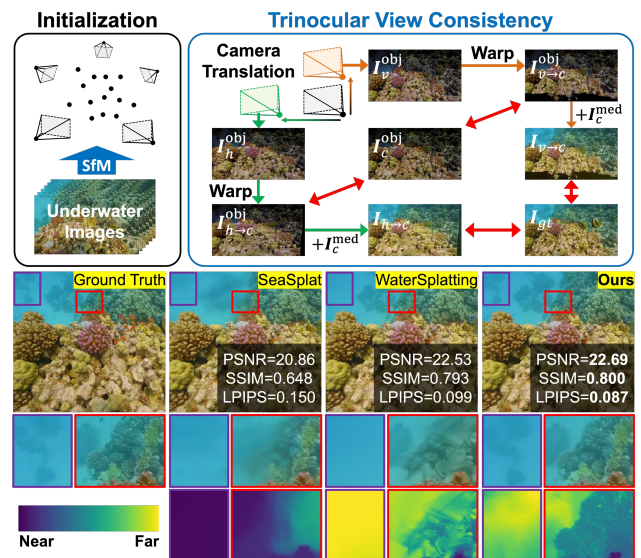 Initialization
SfM
Underwater
Images
Trinocular View Consistency
Camera
Translation
I_v^obj
Warp
I_{v→c}^obj
+I_c^med
I_h^obj
I_c^obj
I_{v→c}
Warp
I_{h→c}^obj
+I_c^med
I_{h→c}
I_gt
Ground Truth
SeaSplat
PSNR=20.86
SSIM=0.648
LPIPS=0.150
WaterSplatting
PSNR=22.53
SSIM=0.793
LPIPS=0.099
Ours
PSNR=22.69
SSIM=0.800
LPIPS=0.087
Near
Far